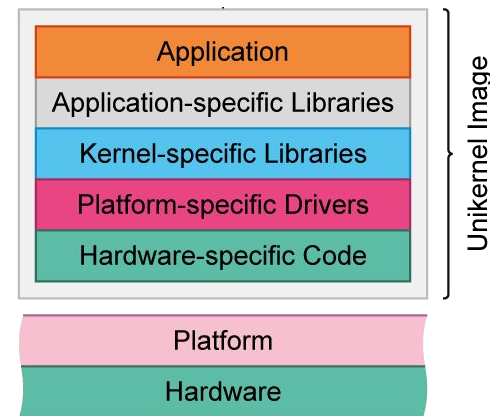 Application
Application-specific Libraries
Kernel-specific Libraries
Platform-specific Drivers
Hardware-specific Code
Unikernel Image
Platform
Hardware